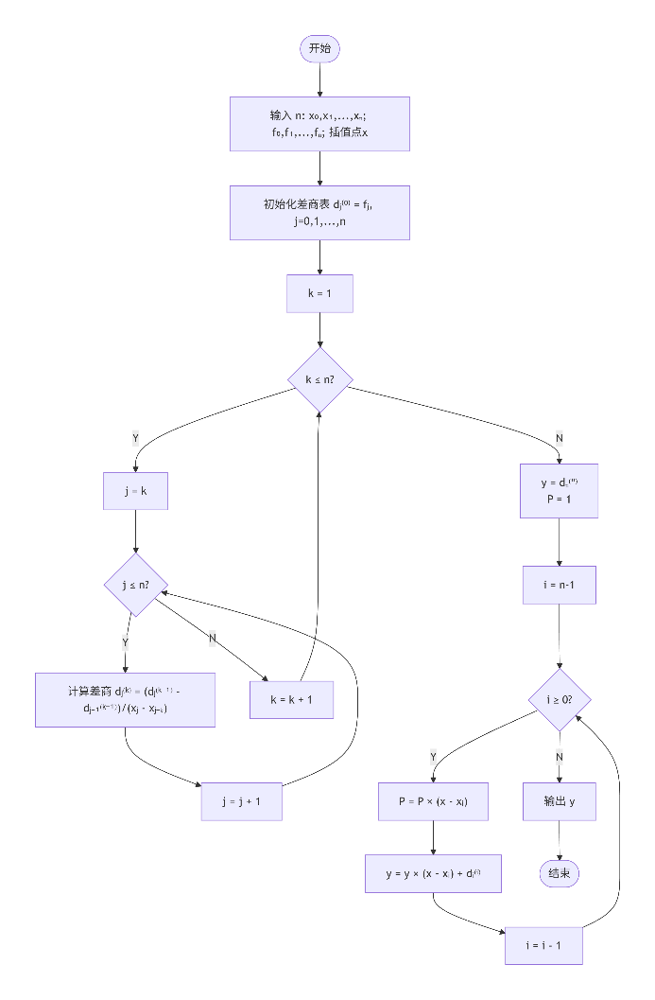 开始
输入 n: x₀,x₁,...,xₙ;
f₀,f₁,...,fₙ; 插值点x
初始化差商表 dⱼ⁽⁰⁾ = fⱼ,
j=0,1,...,n
k = 1
k ≤ n?
Y
N
j = k
y = dₙ⁽ⁿ⁾
P = 1
j ≤ n?
i = n-1
Y
N
计算差商 dⱼ⁽ᵏ⁾ = (dⱼ⁽ᵏ⁻¹⁾ -
dⱼ₋₁⁽ᵏ⁻¹⁾)/(xⱼ - xⱼ₋ₖ)
k = k + 1
i ≥ 0?
Y
N
j = j + 1
P = P × (x - xᵢ)
输出 y
y = y × (x - xᵢ) + dᵢ⁽ⁱ⁾
结束
i = i - 1